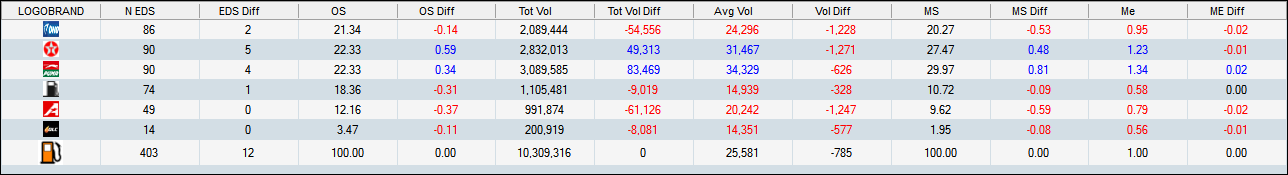 LOGOBRAND N EDS EDS Diff OS OS Diff Tot Vol Tot Vol Diff Avg Vol Vol Diff MS MS Diff Me ME Diff
86 2 21.34 -0.14 2,089,444 -54,556 24,296 -1,228 20.27 -0.53 0.95 -0.02
90 5 22.33 0.59 2,832,013 49,313 31,467 -1,271 27.47 0.48 1.23 -0.01
90 4 22.33 0.34 3,089,585 83,469 34,329 -626 29.97 0.81 1.34 0.02
74 1 18.36 -0.31 1,105,481 -9,019 14,939 -328 10.72 -0.09 0.58 0.00
49 0 12.16 -0.37 991,874 -61,126 20,242 -1,247 9.62 -0.59 0.79 -0.02
14 0 3.47 -0.11 200,919 -8,081 14,351 -577 1.95 -0.08 0.56 -0.01
403 12 100.00 0.00 10,309,316 0 25,581 -785 100.00 0.00 1.00 0.00